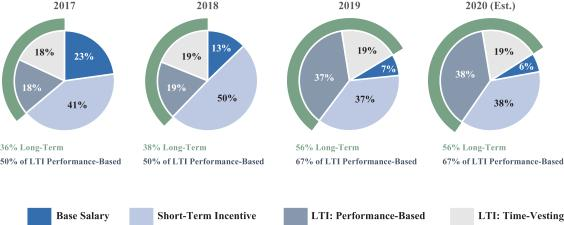 2017
2018
2019
2020 (Est.)
18%
23%
18%
41%
19%
13%
19%
50%
19%
7%
37%
37%
19%
6%
38%
38%
36% Long-Term
50% of LTI Performance-Based
38% Long-Term
50% of LTI Performance-Based
56% Long-Term
67% of LTI Performance-Based
56% Long-Term
67% of LTI Performance-Based
Base Salary
Short-Term Incentive
LTI: Performance-Based
LTI: Time-Vesting